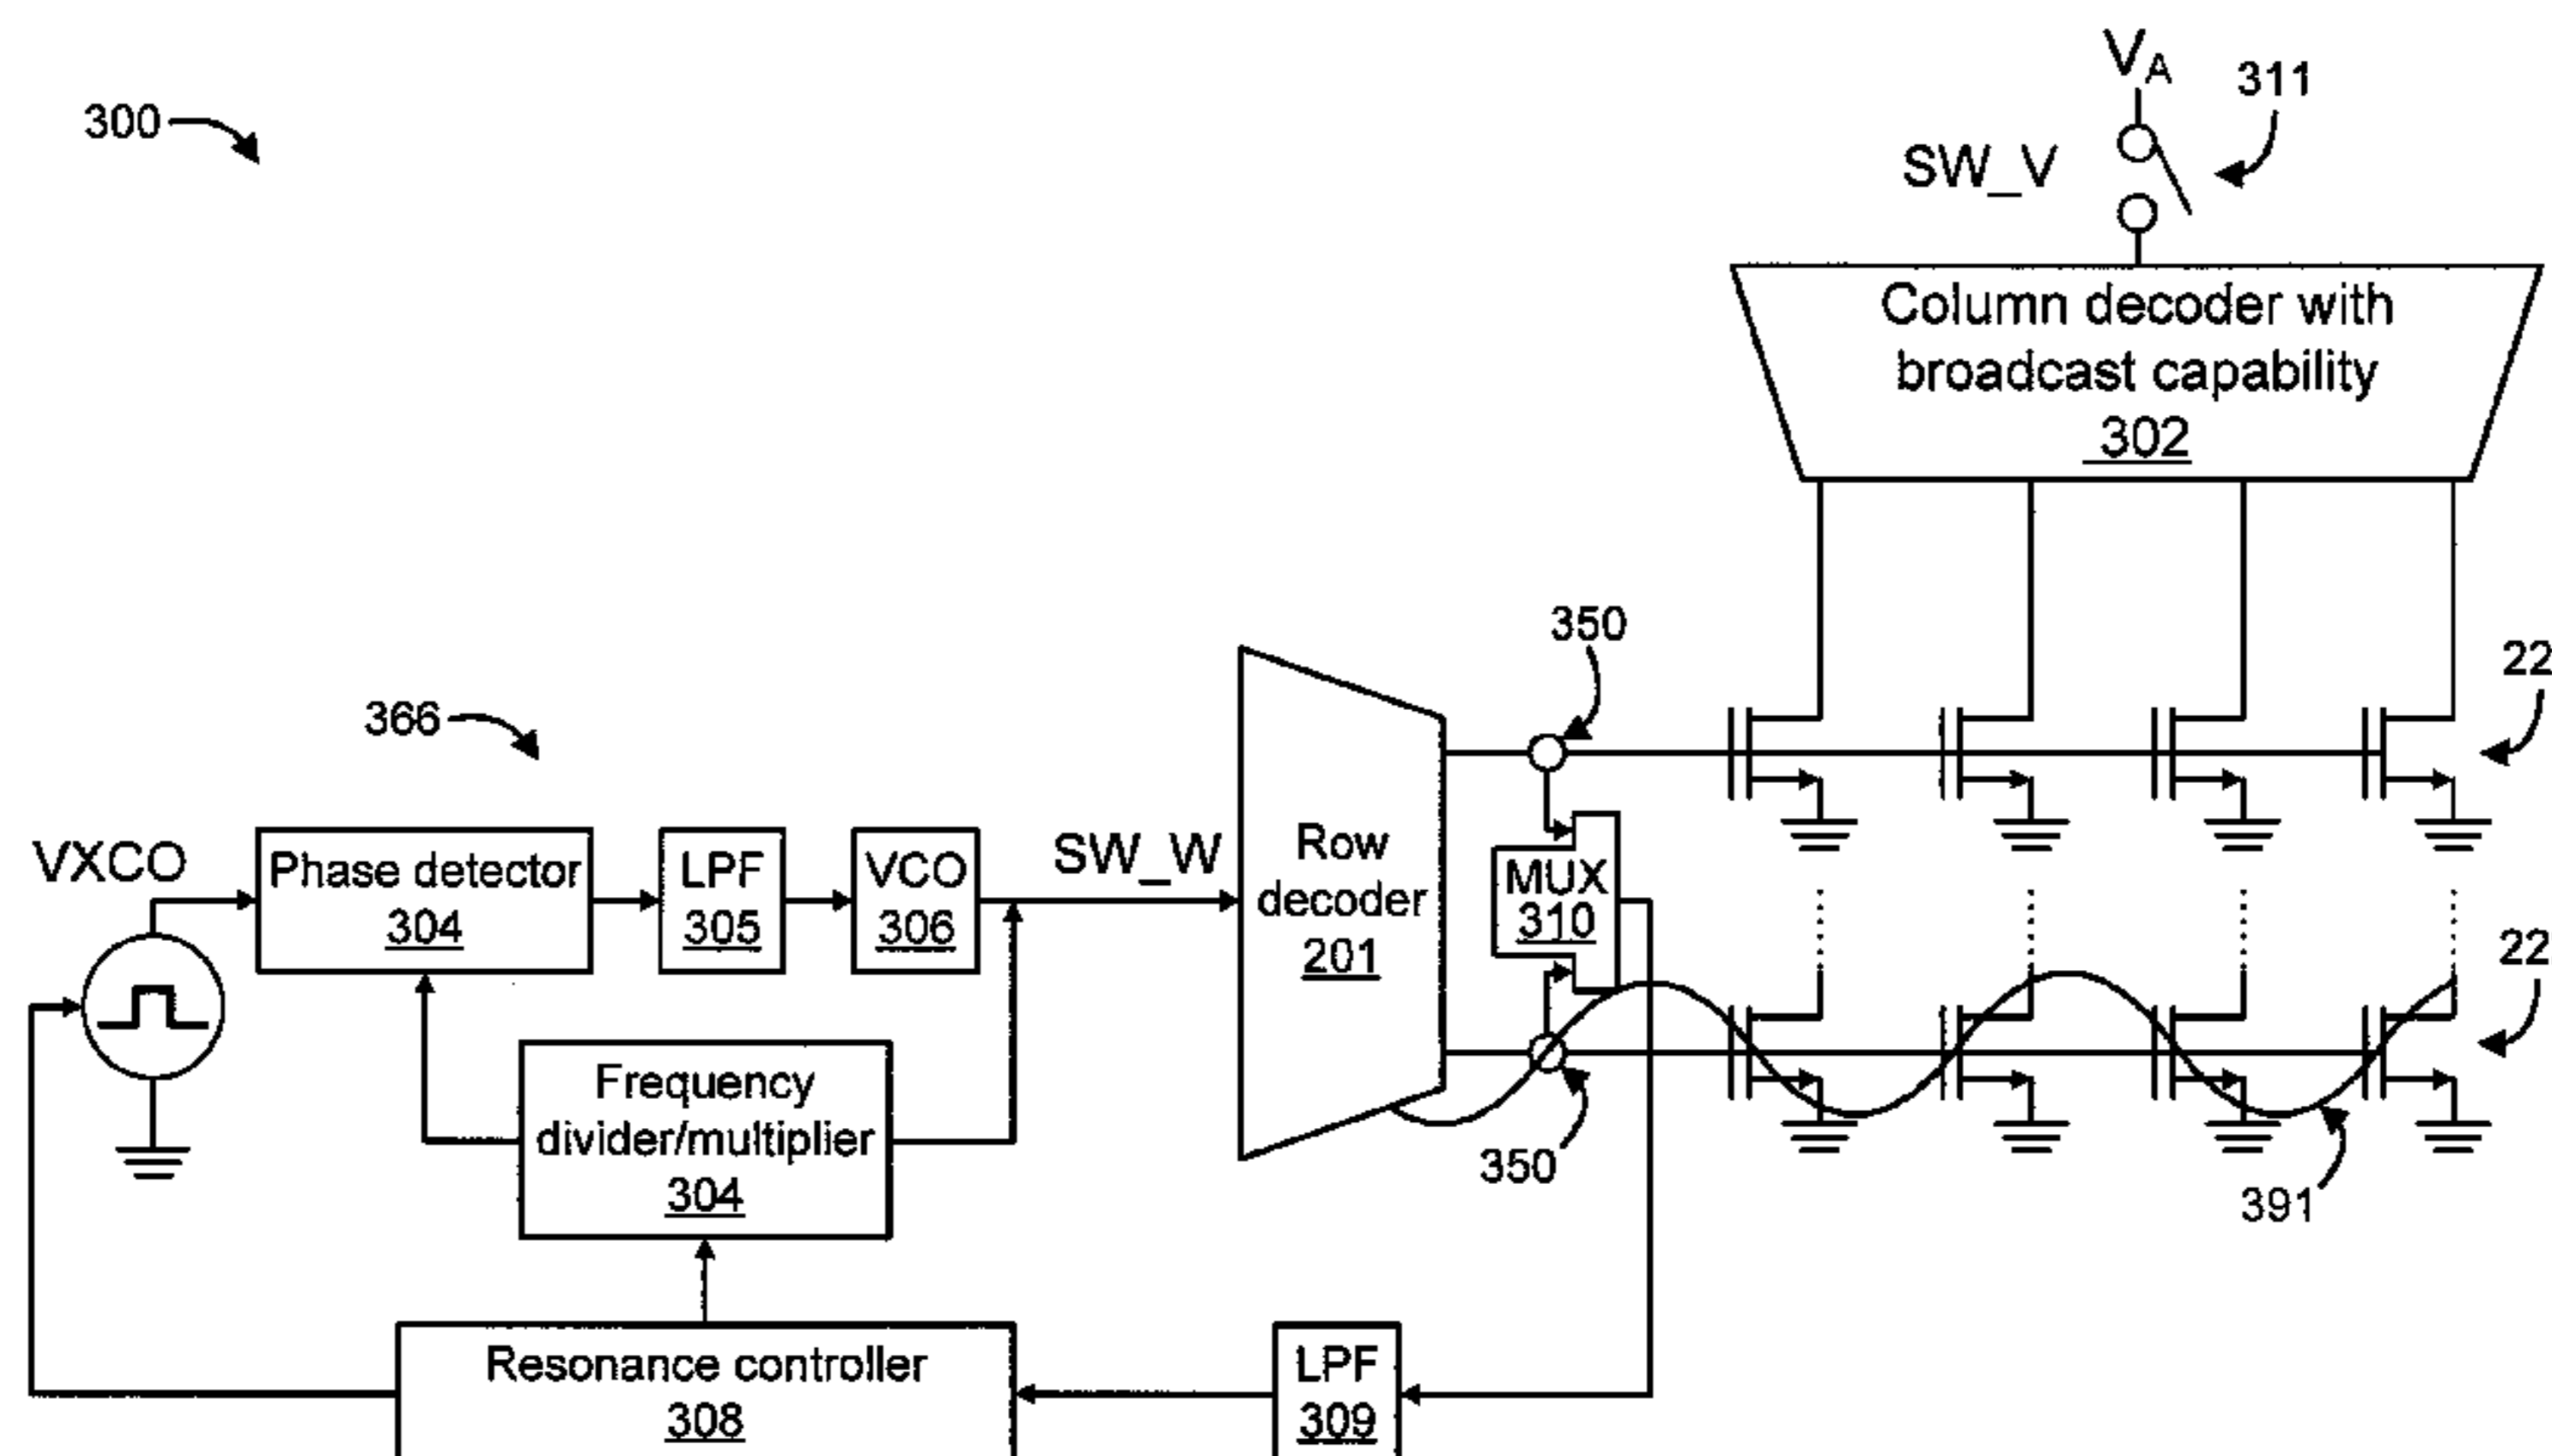 300
V_A
311
SW_V
Column decoder with
broadcast capability
302
350
22
366
VXCO
Phase detector
304
LPF
305
VCO
306
SW_W
Row
decoder
201
MUX
310
22
Frequency
divider/multiplier
304
350
391
Resonance controller
308
LPF
309